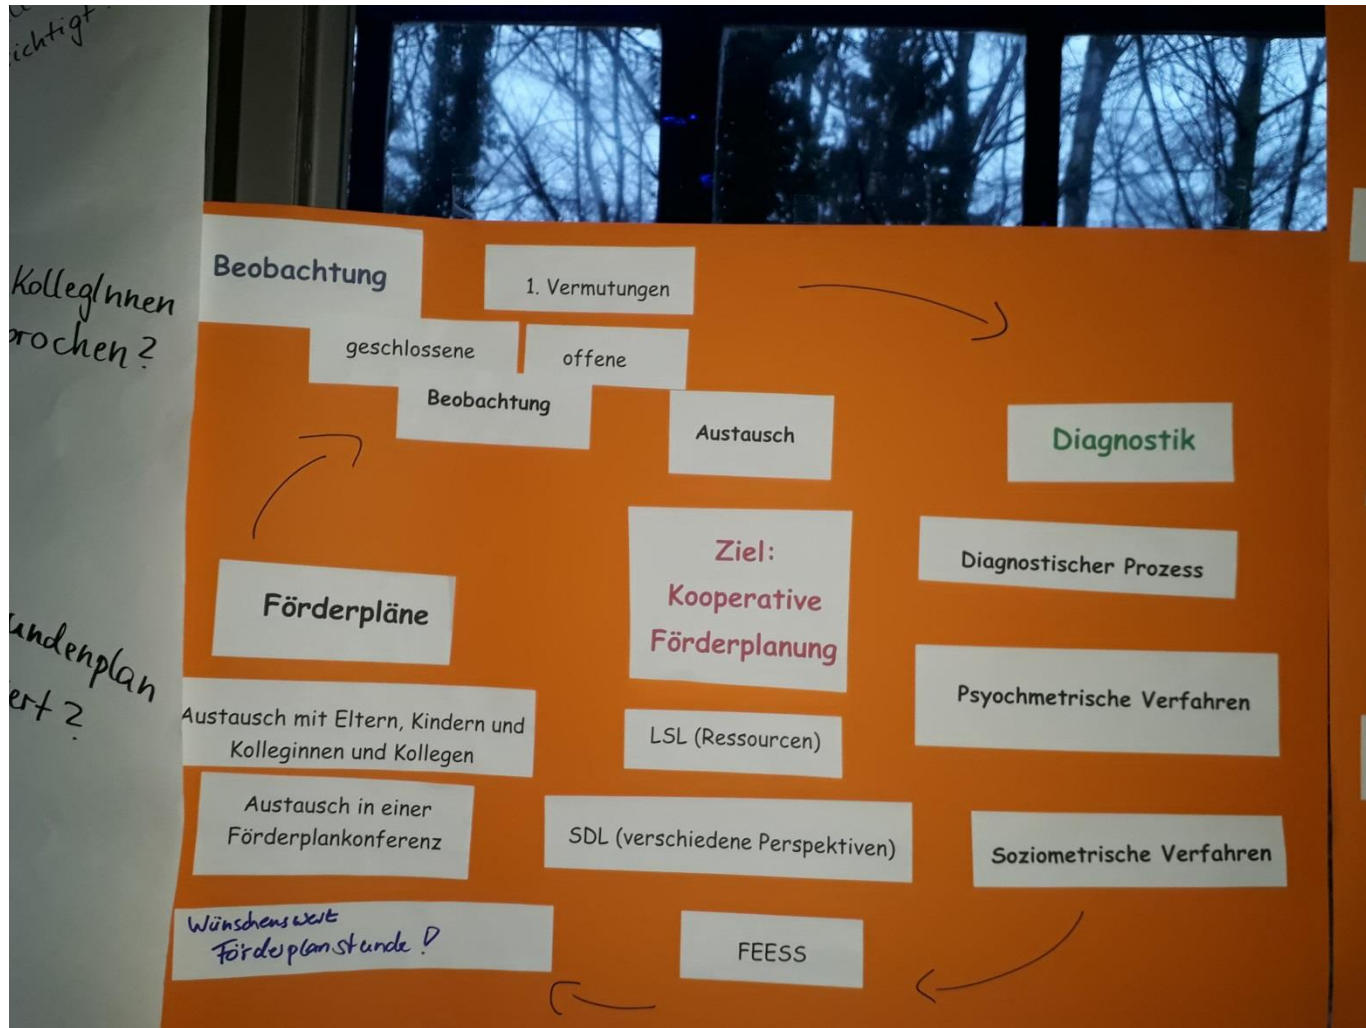 ichtigt
KollegInnen
rochen?
undenplan
ert?
Beobachtung
1. Vermutungen
geschlossene
offene
Beobachtung
Austausch
Diagnostik
Ziel:
Kooperative
Förderplanung
Diagnostischer Prozess
Förderpläne
Psyochmetrische Verfahren
Austausch mit Eltern, Kindern und
Kolleginnen und Kollegen
LSL (Ressourcen)
Austausch in einer
Förderplankonferenz
SDL (verschiedene Perspektiven)
Soziometrische Verfahren
Wünschenswert
Förderplanstunde!
FEESS